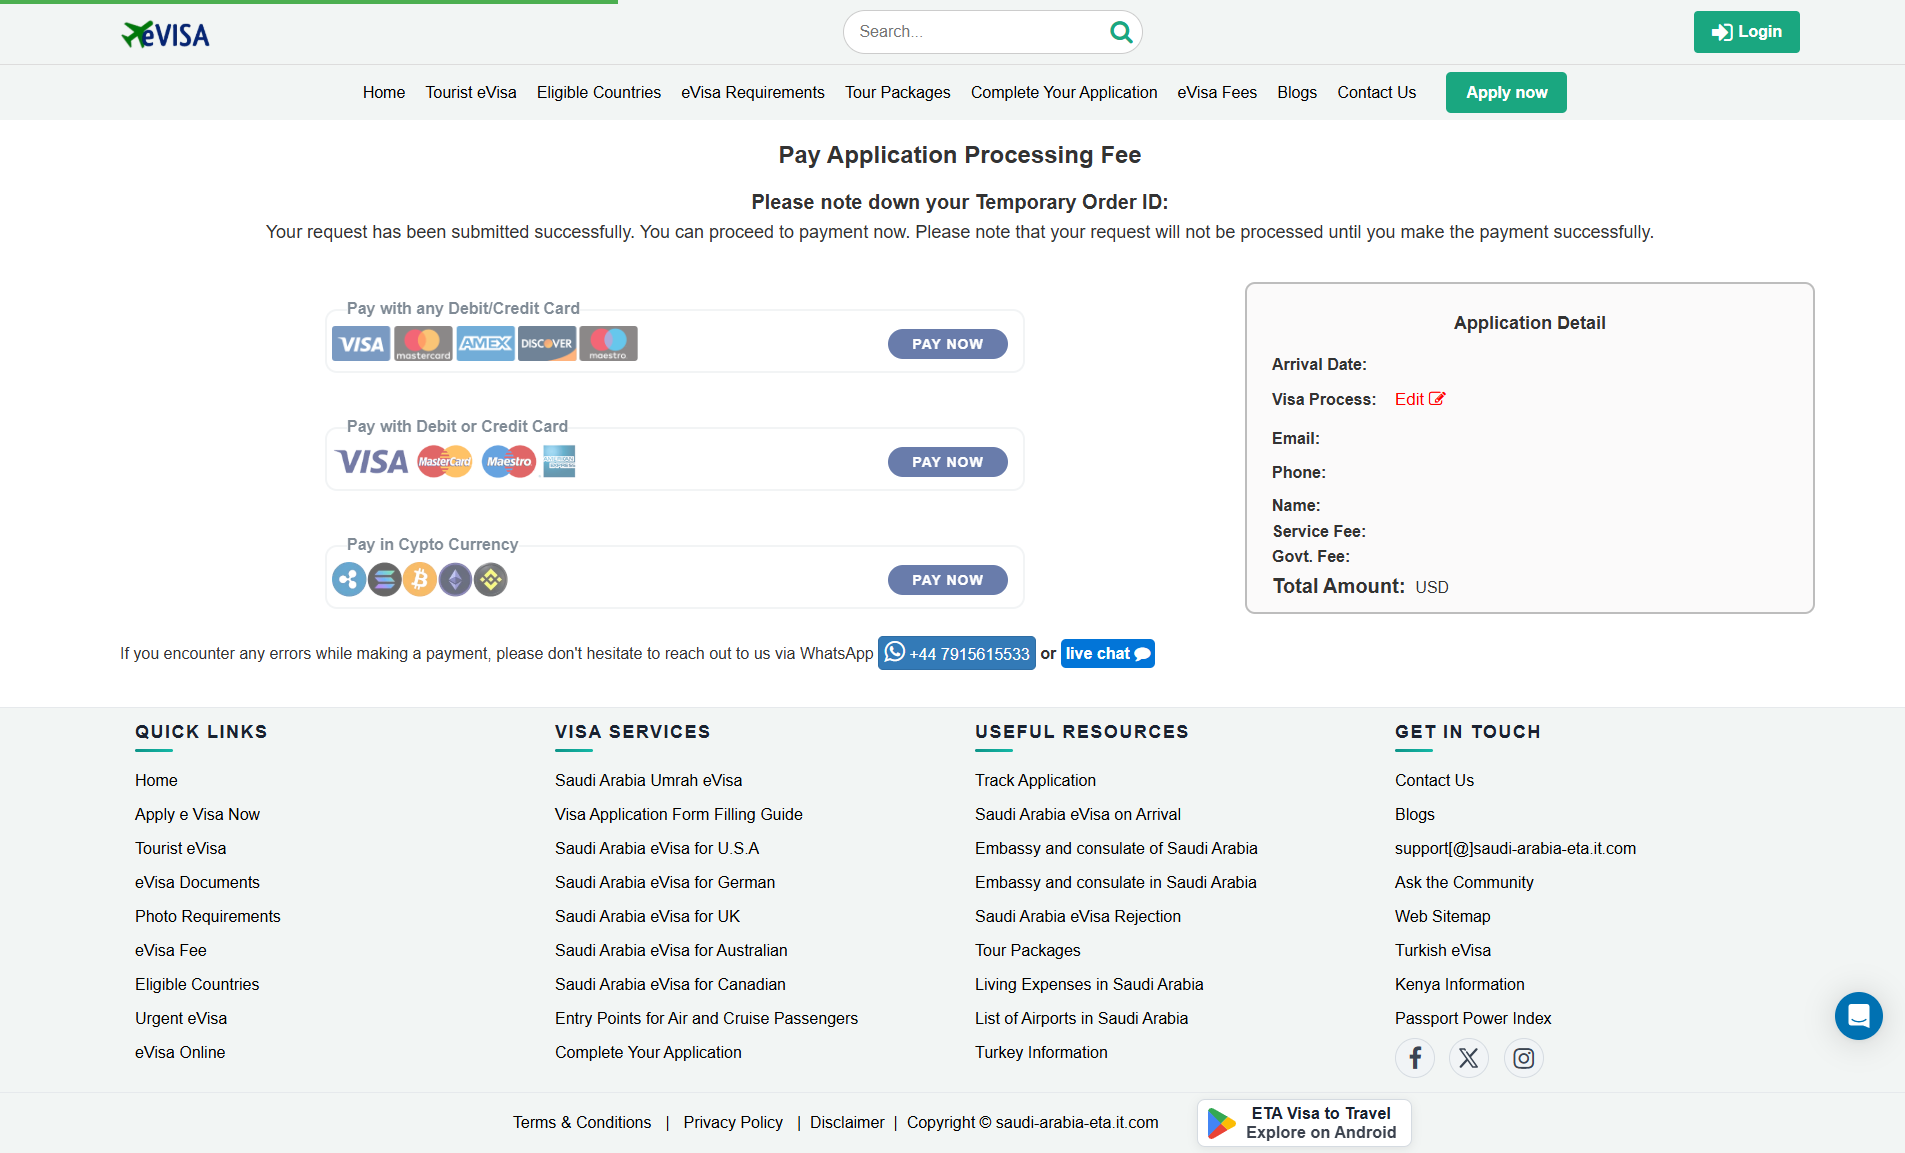 eVISA
Search...
Login
Home Tourist eVisa Eligible Countries eVisa Requirements Tour Packages Complete Your Application eVisa Fees Blogs Contact Us Apply now
Pay Application Processing Fee
Please note down your Temporary Order ID:
Your request has been submitted successfully. You can proceed to payment now. Please note that your request will not be processed until you make the payment successfully.
Pay with any Debit/Credit Card
VISA mastercard AMEX DISCOVER maestro
PAY NOW
Pay with Debit or Credit Card
VISA MasterCard Maestro
PAY NOW
Pay in Cypto Currency
PAY NOW
Application Detail
Arrival Date:
Visa Process: Edit
Email:
Phone:
Name:
Service Fee:
Govt. Fee:
Total Amount: USD
If you encounter any errors while making a payment, please don't hesitate to reach out to us via WhatsApp +44 7915615533 or live chat
QUICK LINKS
Home
Apply e Visa Now
Tourist eVisa
eVisa Documents
Photo Requirements
eVisa Fee
Eligible Countries
Urgent eVisa
eVisa Online
VISA SERVICES
Saudi Arabia Umrah eVisa
Visa Application Form Filling Guide
Saudi Arabia eVisa for U.S.A
Saudi Arabia eVisa for German
Saudi Arabia eVisa for UK
Saudi Arabia eVisa for Australian
Saudi Arabia eVisa for Canadian
Entry Points for Air and Cruise Passengers
Complete Your Application
USEFUL RESOURCES
Track Application
Saudi Arabia eVisa on Arrival
Embassy and consulate of Saudi Arabia
Embassy and consulate in Saudi Arabia
Saudi Arabia eVisa Rejection
Tour Packages
Living Expenses in Saudi Arabia
List of Airports in Saudi Arabia
Turkey Information
GET IN TOUCH
Contact Us
Blogs
support[@]saudi-arabia-eta.it.com
Ask the Community
Web Sitemap
Turkish eVisa
Kenya Information
Passport Power Index
Terms & Conditions | Privacy Policy | Disclaimer | Copyright © saudi-arabia-eta.it.com
ETA Visa to Travel
Explore on Android